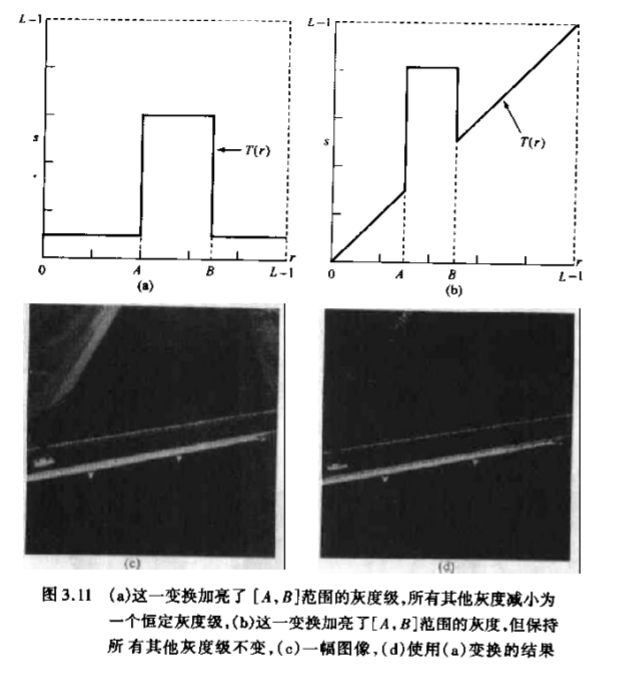 L-1
L-1
s
T(r)
s
T(r)
0
A
B
L-1
r
0
A
B
L-1
r
(a)
(b)
(c)
(d)
图 3.11 (a)这一变换加亮了 [A,B]范围的灰度级,所有其他灰度减小为
一个恒定灰度级,(b)这一变换加亮了[A,B]范围的灰度,但保持
所有其他灰度级不变,(c)一幅图像,(d)使用(a)变换的结果